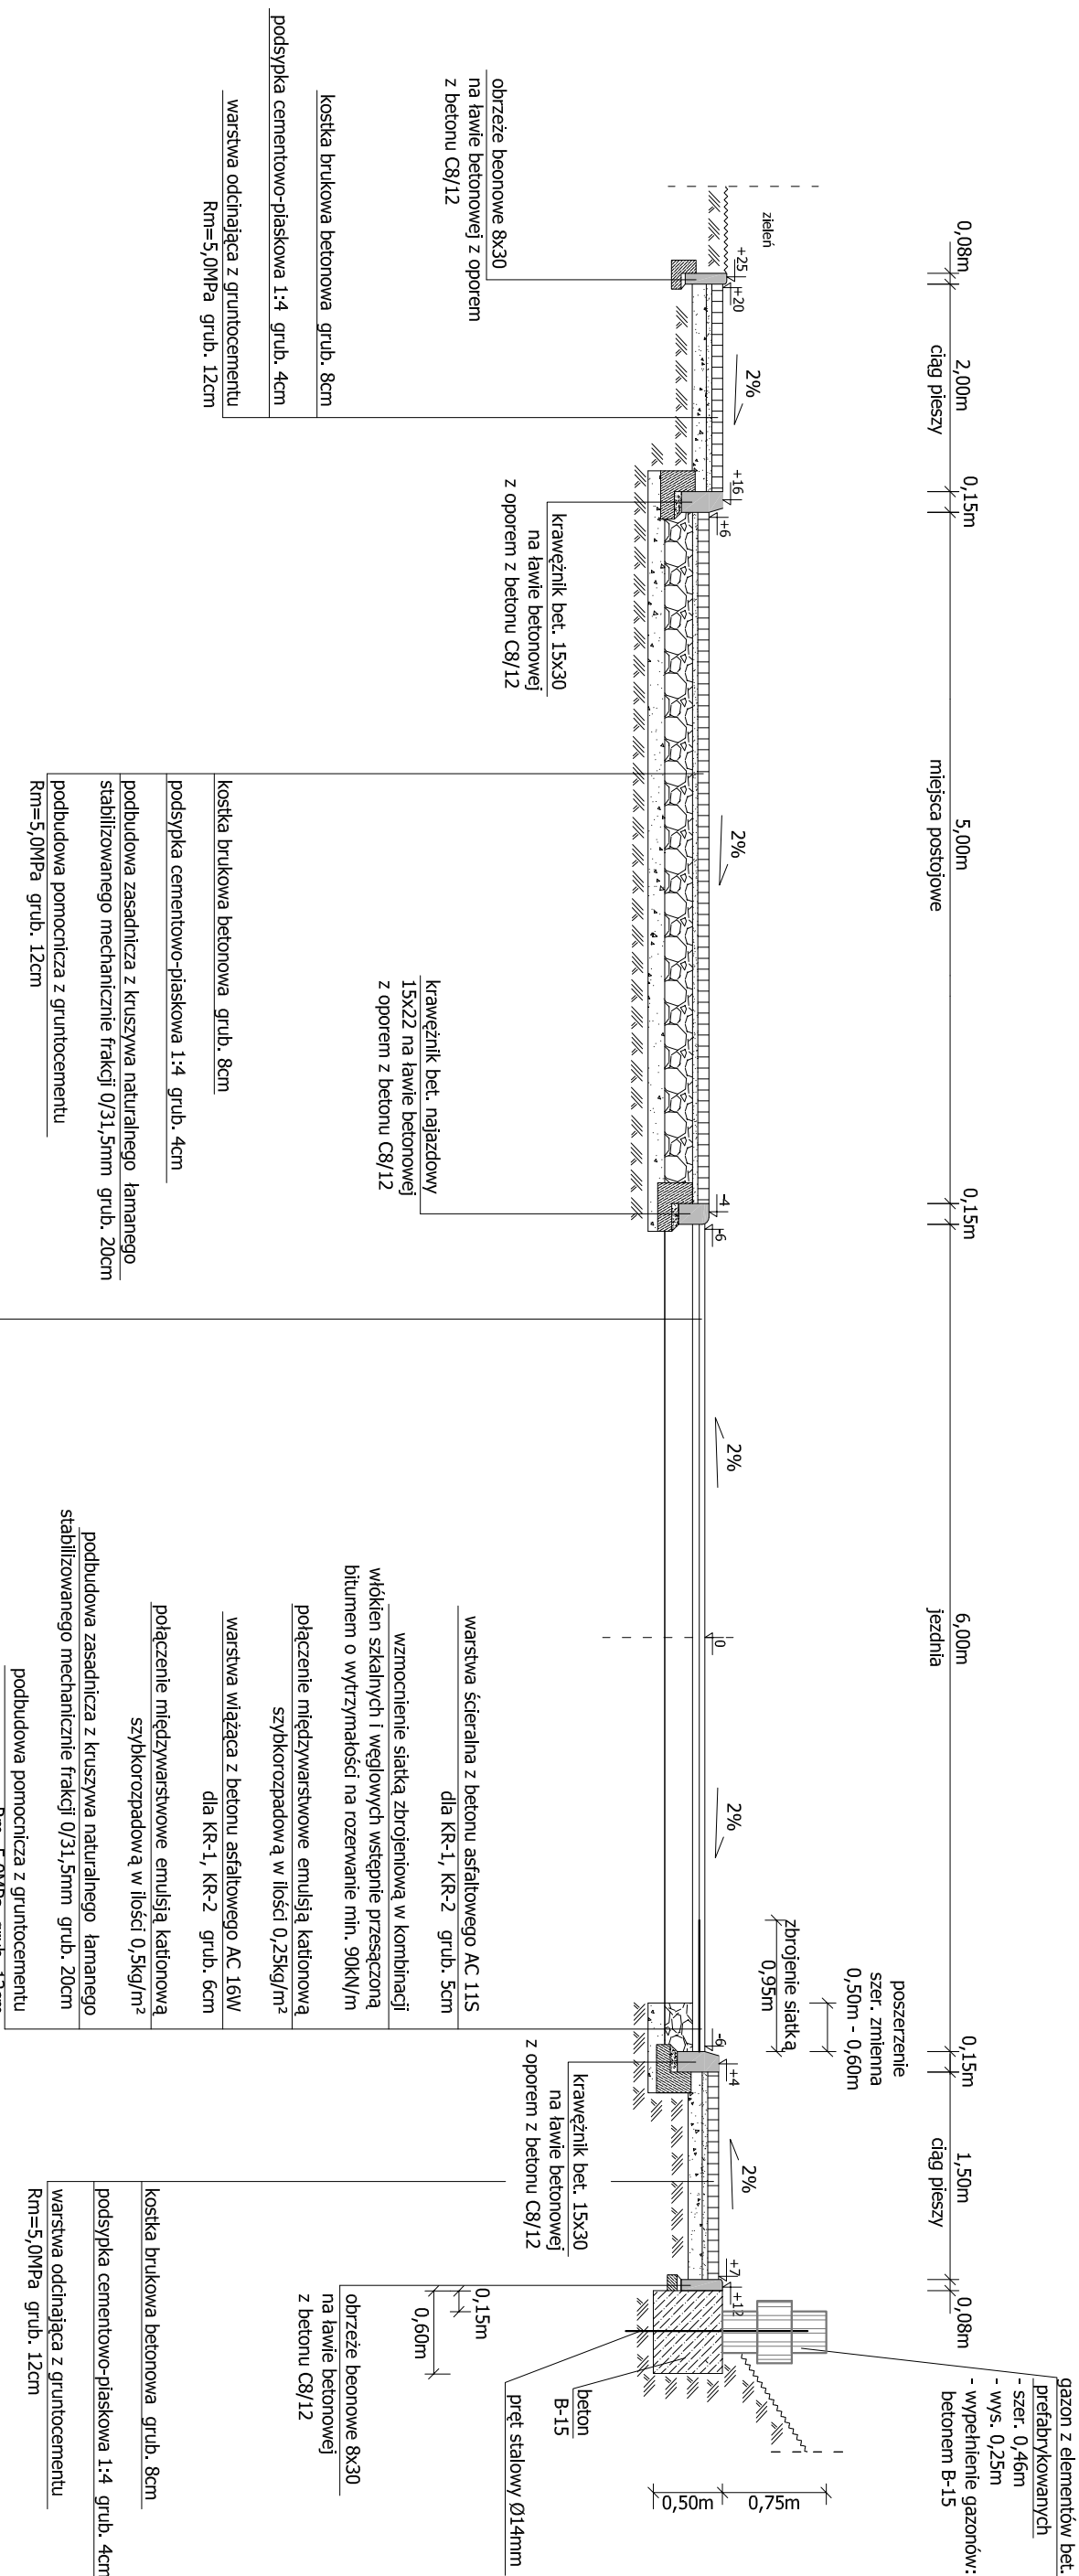 0,08m
2,00m
ciąg pieszy
0,15m
5,00m
miejsca postojowe
0,15m
6,00m
jezdnia
0,15m
1,50m
ciąg pieszy
0,08m
gazon z elementów bet.
prefabrykowanych
- szer. 0,46m
- wys. 0,25m
- wypełnienie gazonów:
betonem B-15
poszerzenie
szer. zmienna
0,50m - 0,60m
zbrojenie siatką
0,95m
zieleń
+25
+20
2%
+16
+6
2%
-4
-6
2%
0
2%
-6
+4
2%
+7
+12
0,75m
0,50m
obrzeże beonowe 8x30
na ławie betonowej z oporem
z betonu C8/12
kostka brukowa betonowa grub. 8cm
podsypka cementowo-piaskowa 1:4 grub. 4cm
warstwa odcinająca z gruntocementu
Rm=5,0MPa grub. 12cm
krawężnik bet. 15x30
na ławie betonowej
z oporem z betonu C8/12
kostka brukowa betonowa grub. 8cm
podsypka cementowo-piaskowa 1:4 grub. 4cm
podbudowa zasadnicza z kruszywa naturalnego łamanego
stabilizowanego mechanicznie frakcji 0/31,5mm grub. 20cm
podbudowa pomocnicza z gruntocementu
Rm=5,0MPa grub. 12cm
krawężnik bet. najazdowy
15x22 na ławie betonowej
z oporem z betonu C8/12
warstwa ścieralna z betonu asfaltowego AC 11S
dla KR-1, KR-2 grub. 5cm
wzmocnienie siatką zbrojeniową w kombinacji
włókien szkalnych i węglowych wstępnie przesączoną
bitumem o wytrzymałości na rozerwanie min. 90kN/m
połączenie międzywarstwowe emulsją kationową
szybkorozpadową w ilości 0,25kg/m²
warstwa wiążąca z betonu asfaltowego AC 16W
dla KR-1, KR-2 grub. 6cm
połączenie międzywarstwowe emulsją kationową
szybkorozpadową w ilości 0,5kg/m²
podbudowa zasadnicza z kruszywa naturalnego łamanego
stabilizowanego mechanicznie frakcji 0/31,5mm grub. 20cm
podbudowa pomocnicza z gruntocementu
krawężnik bet. 15x30
na ławie betonowej
z oporem z betonu C8/12
0,15m
0,60m
beton
B-15
pręt stalowy Ø14mm
obrzeże beonowe 8x30
na ławie betonowej
z betonu C8/12
kostka brukowa betonowa grub. 8cm
podsypka cementowo-piaskowa 1:4 grub. 4cm
warstwa odcinająca z gruntocementu
Rm=5,0MPa grub. 12cm